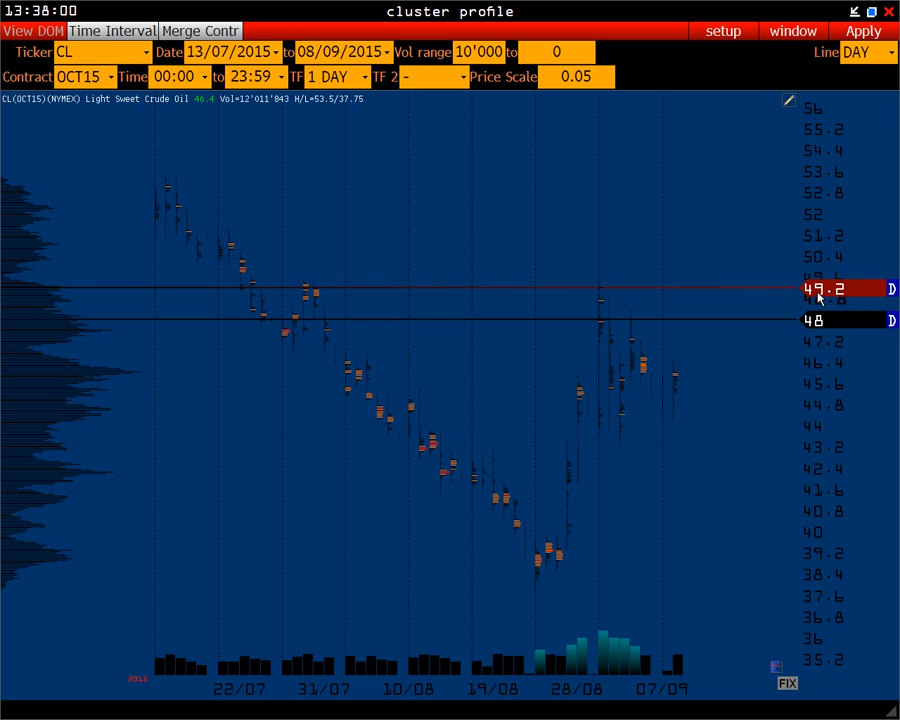 13:38:00 cluster profile
View DOM Time Interval Merge Contr setup window Apply
Ticker CL Date 13/07/2015 to 08/09/2015 Vol range 10'000 to 0 Line DAY
Contract OCT15 Time 00:00 to 23:59 TF 1 DAY TF 2 - Price Scale 0.05
CL(OCT15)(NYMEX) Light Sweet Crude Oil 46.4 Vol=12'011'843 H/L=53.5/37.75
56
55.2
54.4
53.6
52.8
52
51.2
50.4
49.2 D
48 D
47.2
46.4
45.6
44.8
44
43.2
42.4
41.6
40.8
40
39.2
38.4
37.6
36.8
36
35.2
2015
22/07 31/07 10/08 19/08 28/08 07/09
FIX